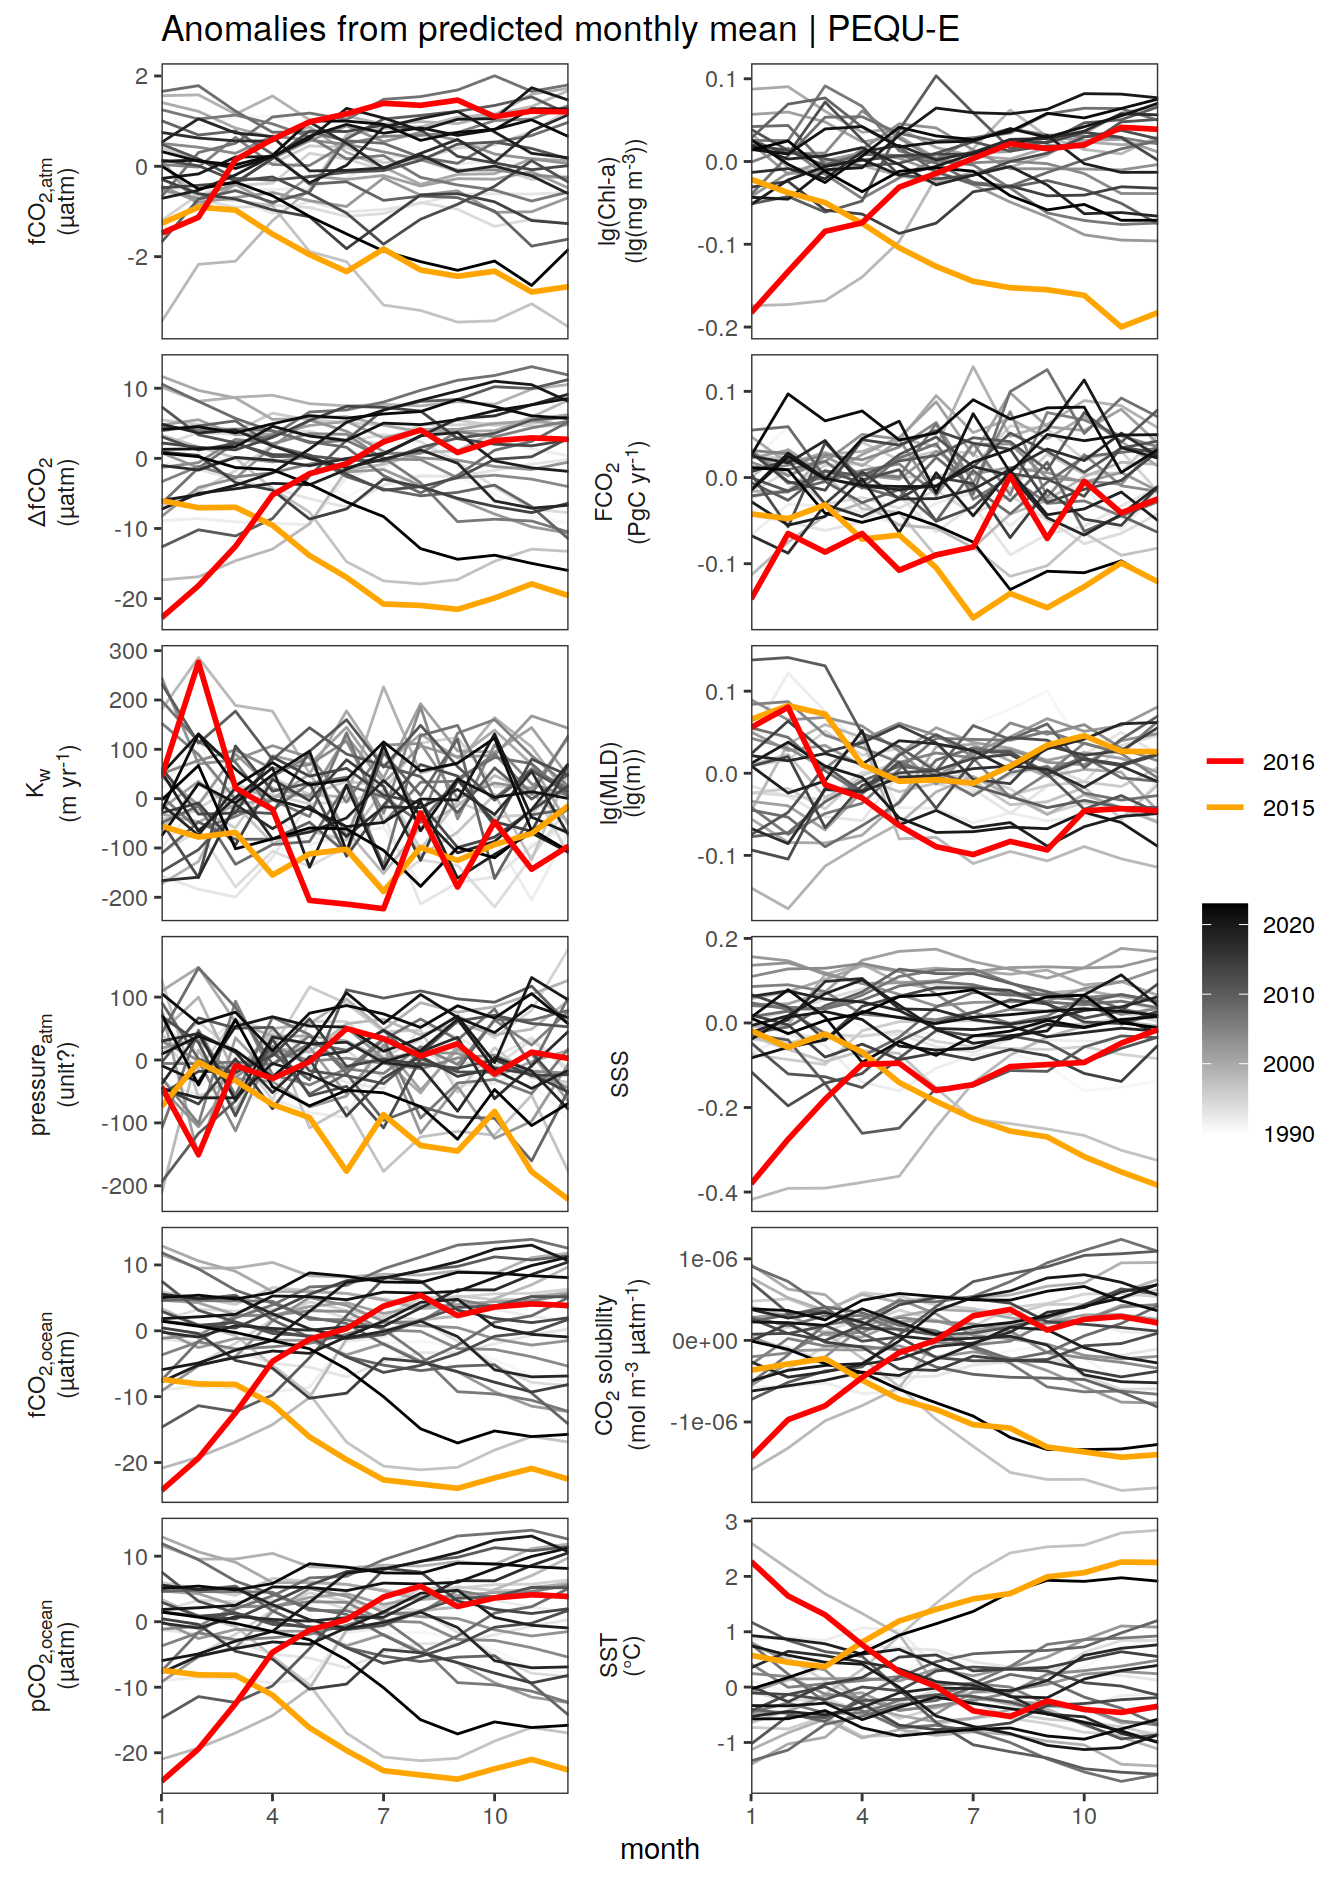 Anomalies from predicted monthly mean | PEQU-E
fCO2,atm
(µatm)
2
0
-2
lg(Chl-a)
(lg(mg m-3))
0.1
0.0
-0.1
-0.2
ΔfCO2
(µatm)
10
0
-10
-20
FCO2
(PgC yr-1)
0.1
0.0
-0.1
Kw
(m yr-1)
300
200
100
0
-100
-200
lg(MLD)
(lg(m))
0.1
0.0
-0.1
2016
2015
pressureatm
(unit?)
100
0
-100
-200
SSS
0.2
0.0
-0.2
-0.4
2020
2010
2000
1990
fCO2,ocean
(µatm)
10
0
-10
-20
CO2 solubility
(mol m-3 µatm-1)
1e-06
0e+00
-1e-06
pCO2,ocean
(µatm)
10
0
-10
-20
SST
(°C)
3
2
1
0
-1
1 4 7 10
1 4 7 10
month